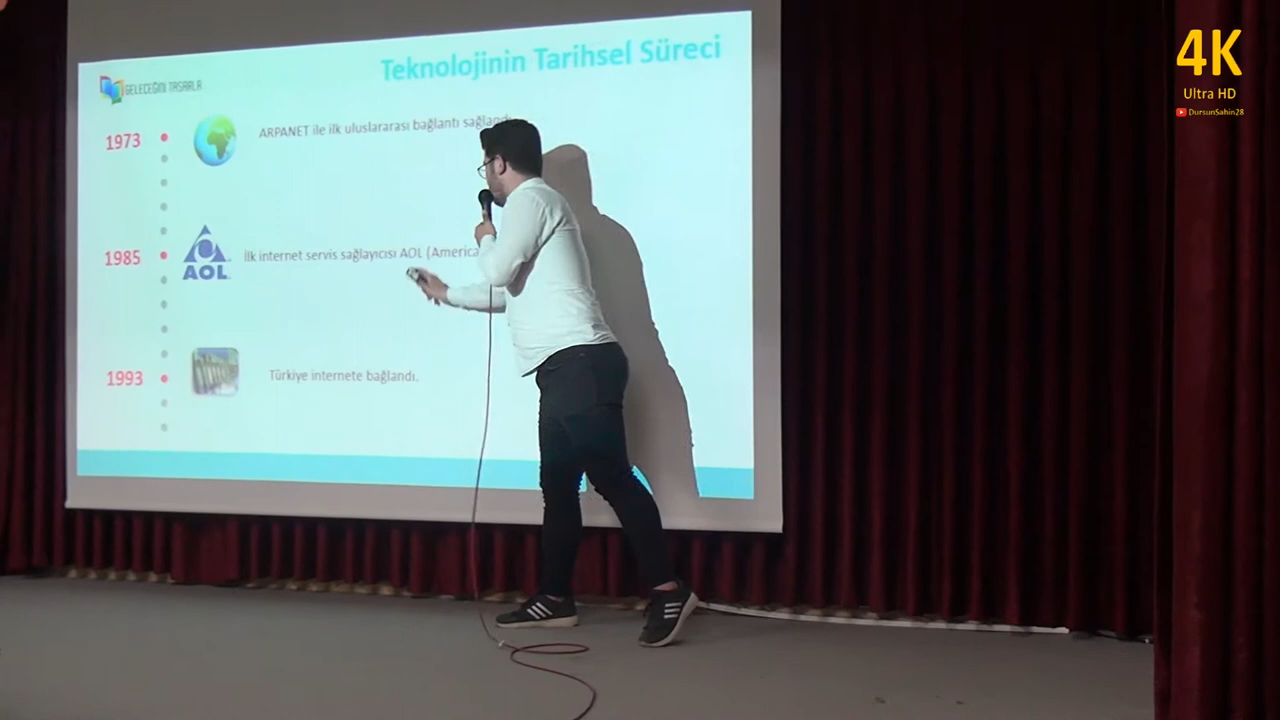 Teknolojinin Tarihsel Süreci
GELECEĞİNİ TASARLA
1973
ARPANET ile ilk uluslararası bağlantı sağlandı
1985
AOL
İlk internet servis sağlayıcısı AOL (America
1993
Türkiye internete bağlandı.
4K
Ultra HD
DursunSahin28